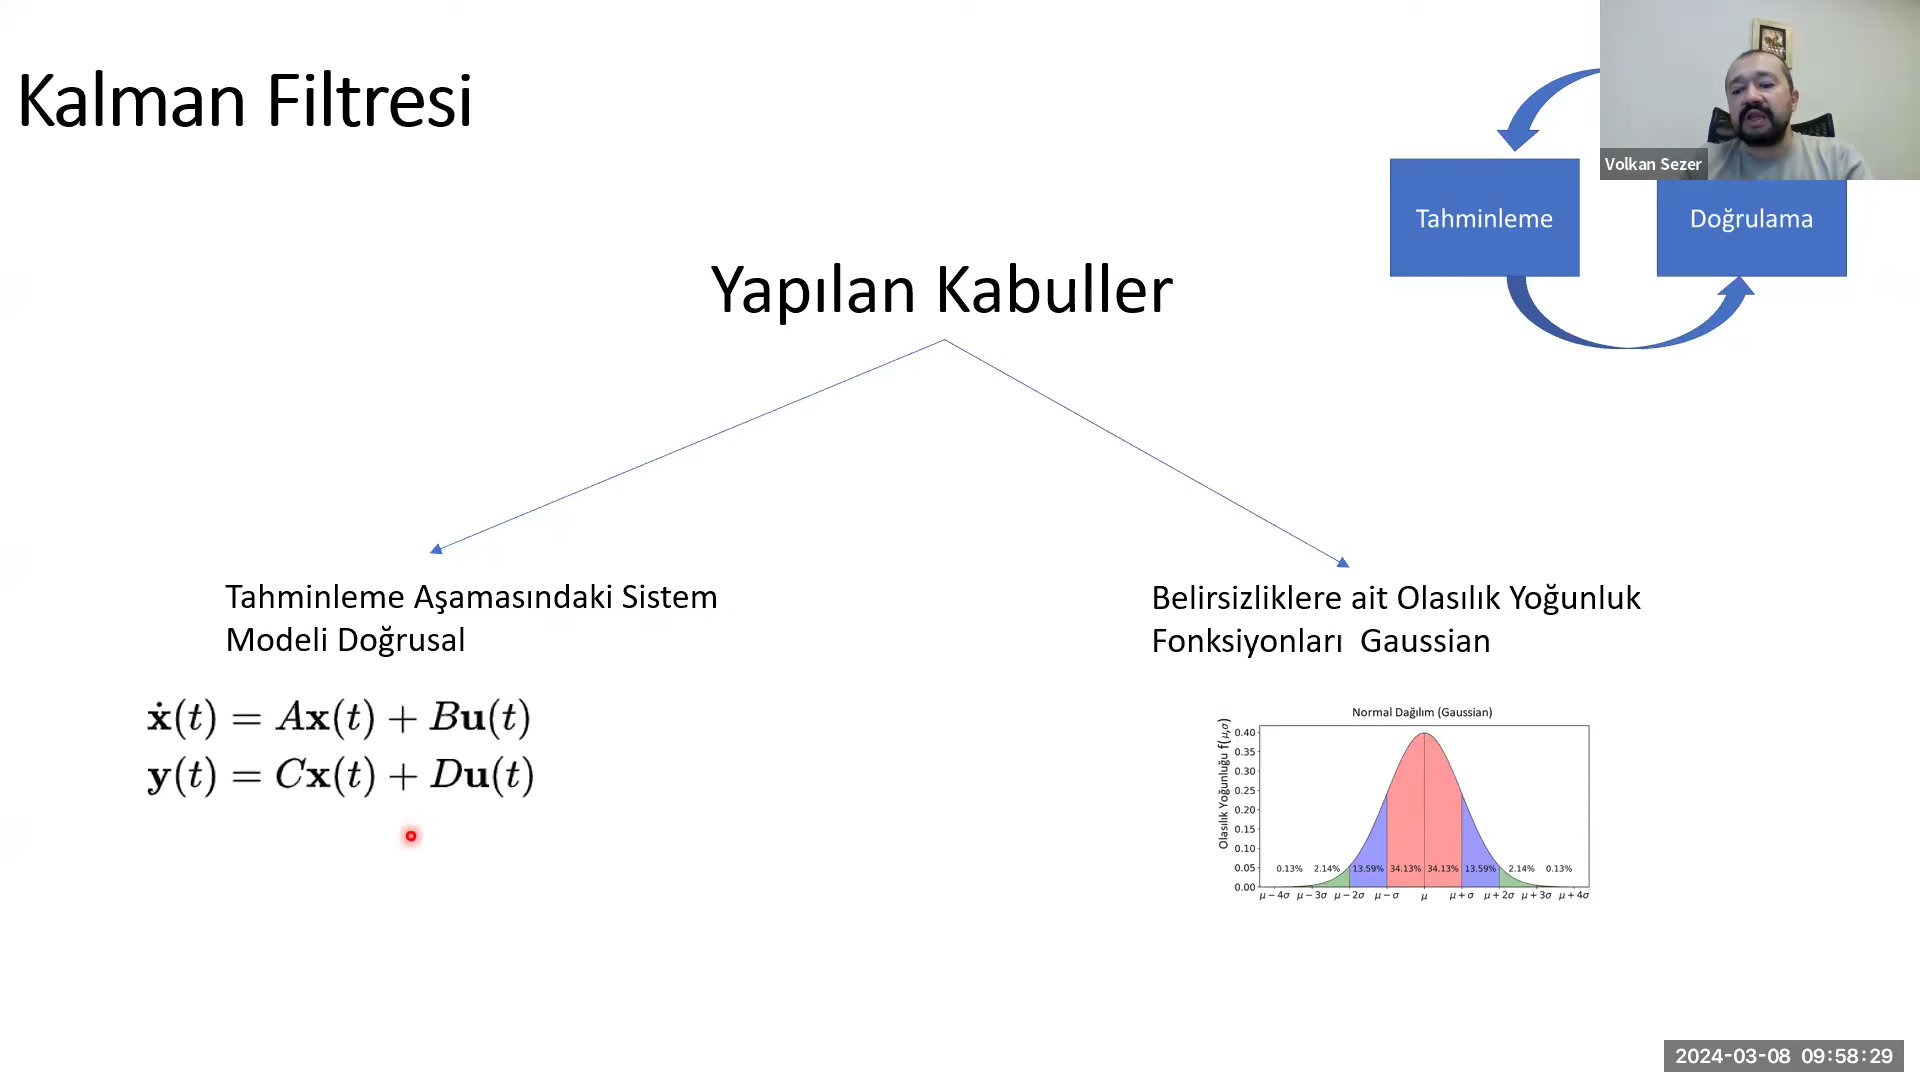 Kalman Filtresi
Volkan Sezer
Tahminleme
Doğrulama
Yapılan Kabuller
Tahminleme Aşamasındaki Sistem
Modeli Doğrusal
ẋ(t) = Ax(t) + Bu(t)
y(t) = Cx(t) + Du(t)
Belirsizliklere ait Olasılık Yoğunluk
Fonksiyonları Gaussian
Normal Dağılım (Gaussian)
Olasılık Yoğunluğu f(μ,σ)
0.40
0.35
0.30
0.25
0.20
0.15
0.10
0.05
0.00
0.13% 2.14% 13.59% 34.13% 34.13% 13.59% 2.14% 0.13%
μ − 4σ μ − 3σ μ − 2σ μ − σ μ μ + σ μ + 2σ μ + 3σ μ + 4σ
2024-03-08 09:58:29